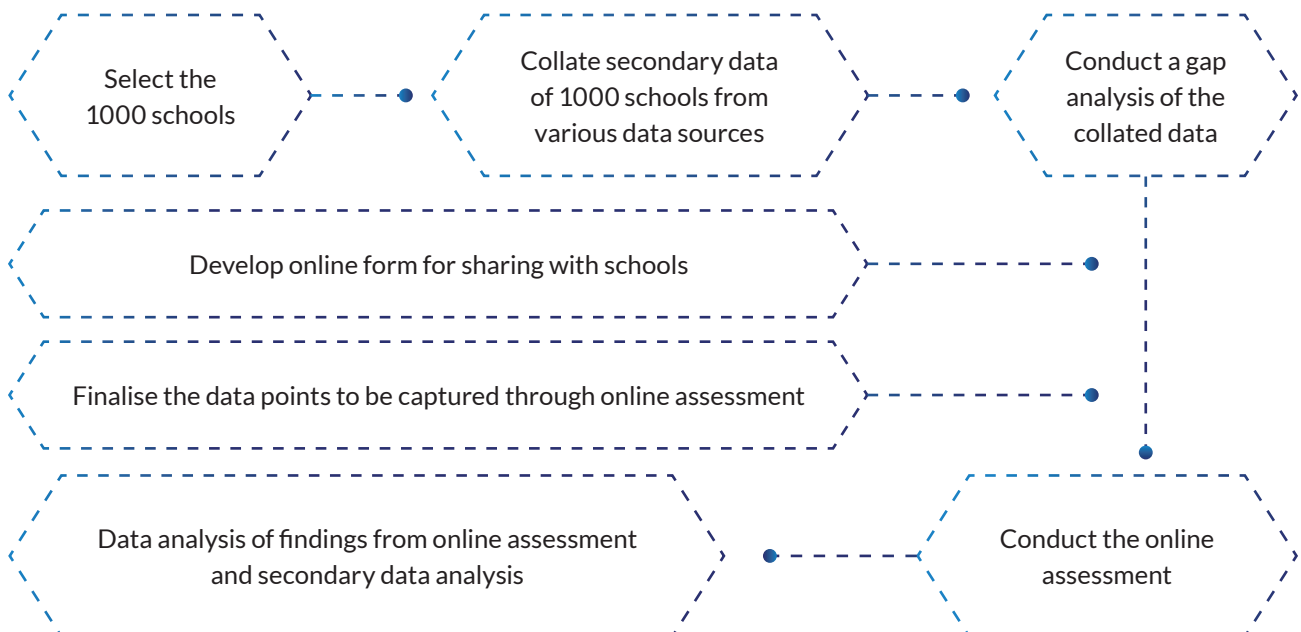 Select the
1000 schools
Collate secondary data
of 1000 schools from
various data sources
Conduct a gap
analysis of the
collated data
Develop online form for sharing with schools
Finalise the data points to be captured through online assessment
Data analysis of findings from online assessment
and secondary data analysis
Conduct the online
assessment